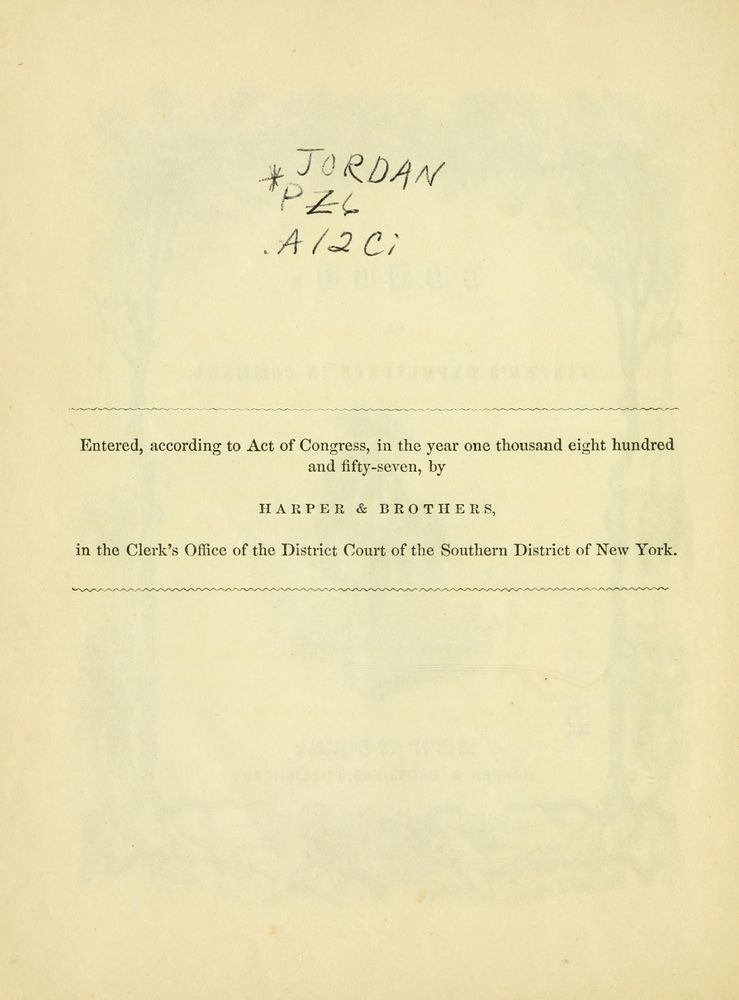 *JORDAN
PZ6
.A12Ci
Entered, according to Act of Congress, in the year one thousand eight hundred
and fifty-seven, by
HARPER & BROTHERS,
in the Clerk's Office of the District Court of the Southern District of New York.